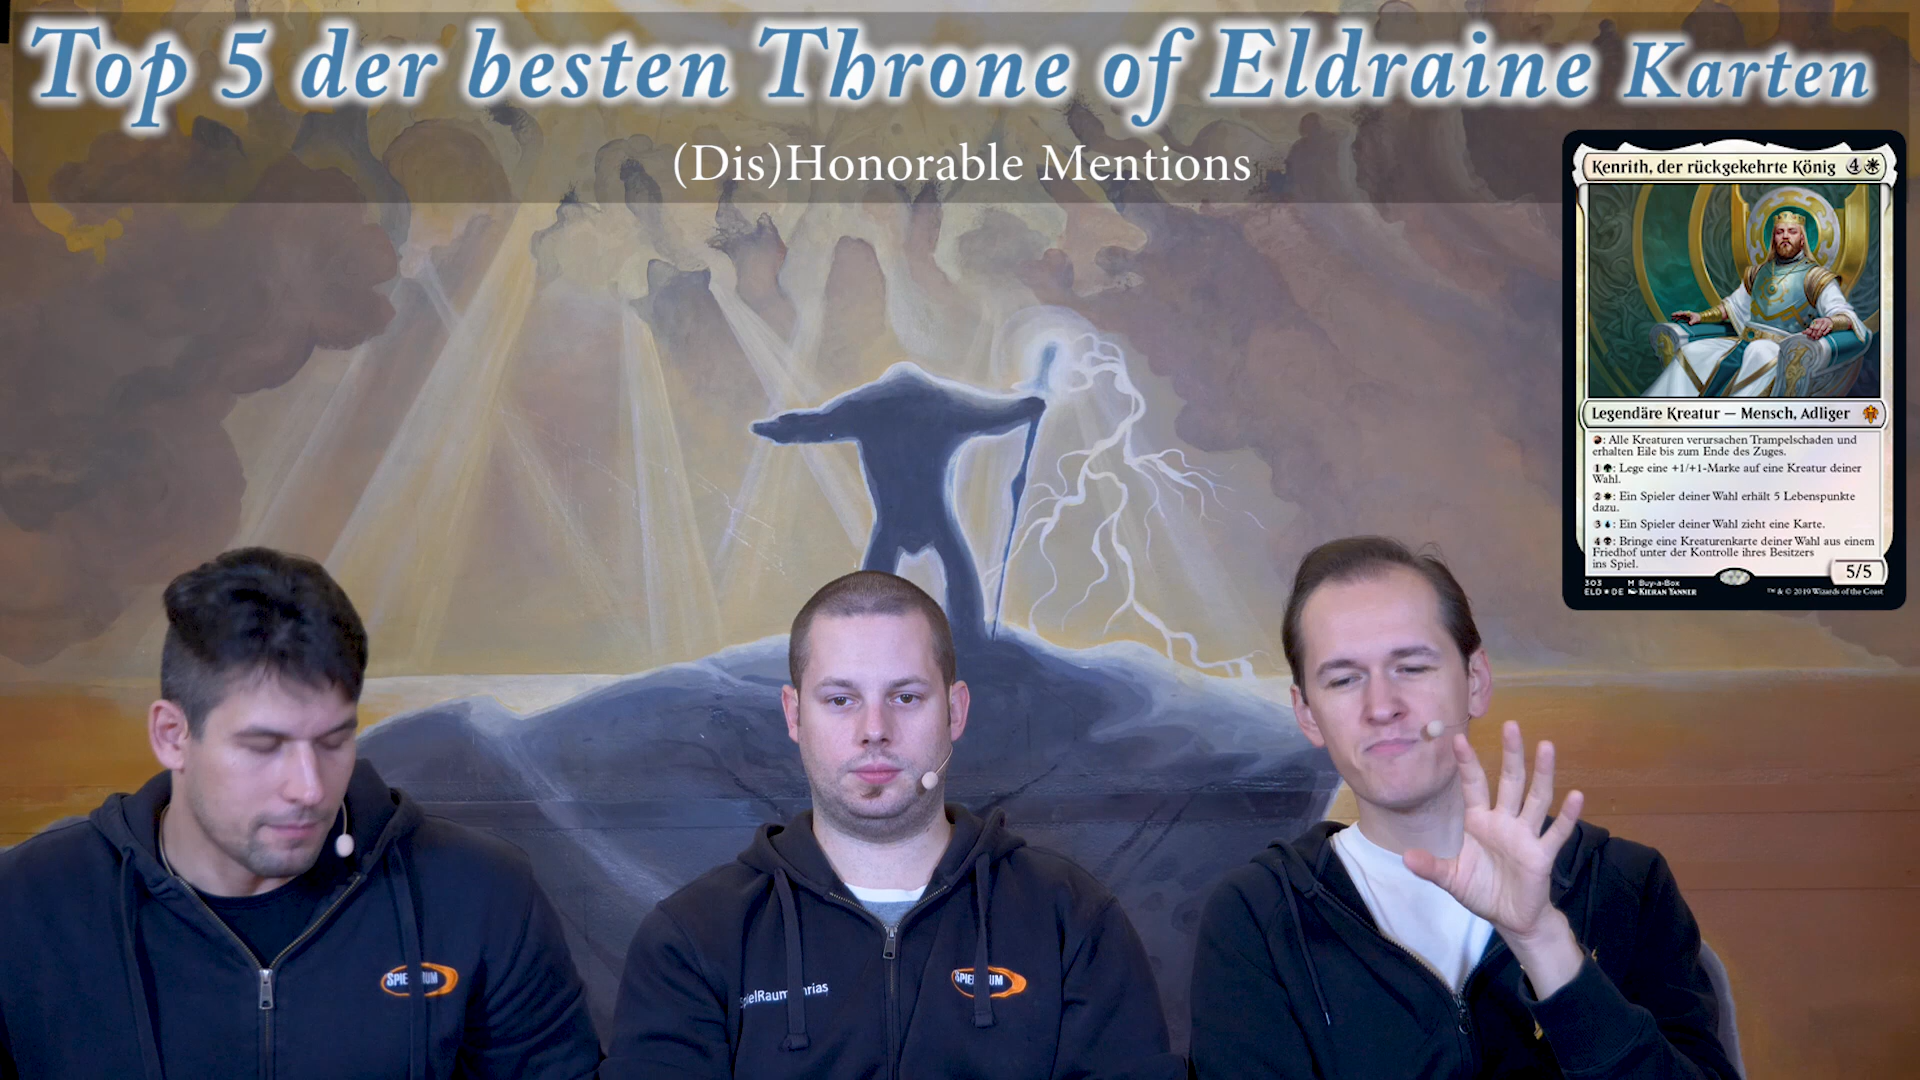 Top 5 der besten Throne of Eldraine Karten
(Dis)Honorable Mentions
Kenrith, der rückgekehrte König 4
Legendäre Kreatur — Mensch, Adliger
: Alle Kreaturen verursachen Trampelschaden und
erhalten Eile bis zum Ende des Zuges.
1 : Lege eine +1/+1-Marke auf eine Kreatur deiner
Wahl.
2 : Ein Spieler deiner Wahl erhält 5 Lebenspunkte
dazu.
3 : Ein Spieler deiner Wahl zieht eine Karte.
4 : Bringe eine Kreaturenkarte deiner Wahl aus einem
Friedhof unter der Kontrolle ihres Besitzers
ins Spiel.
5/5
303 M Buy-a-Box
ELD • DE KIERAN YANNER
™ & © 2019 Wizards of the Coast